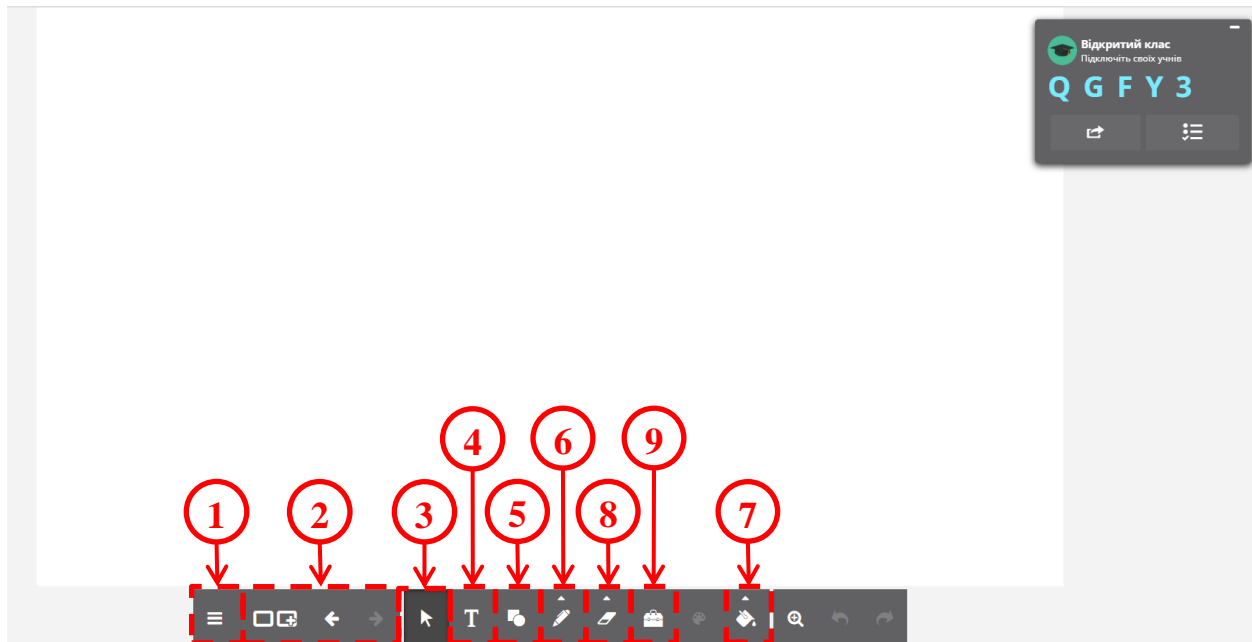 Відкритий клас
Підключіть своїх учнів
Q G F Y 3
4 6 9
1 2 3 5 8 7
T